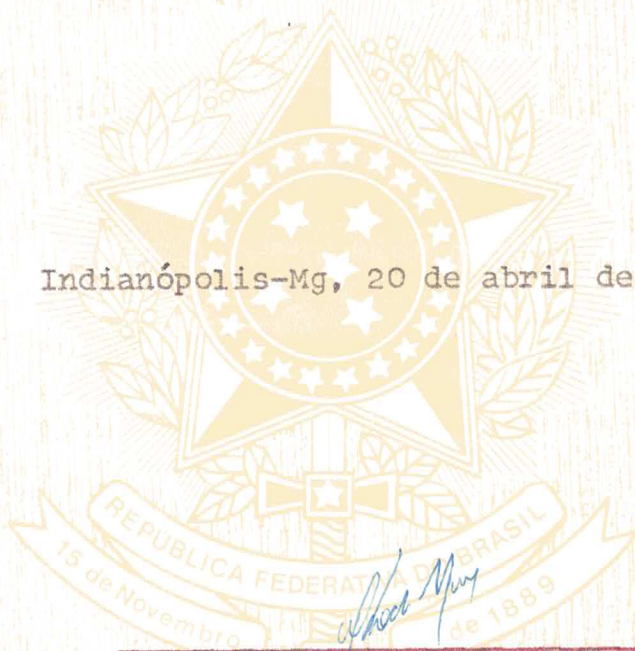 Indianópolis-Mg, 20 de abril de
REPÚBLICA FEDERATIVA DO BRASIL
15 de Novembro de 1889